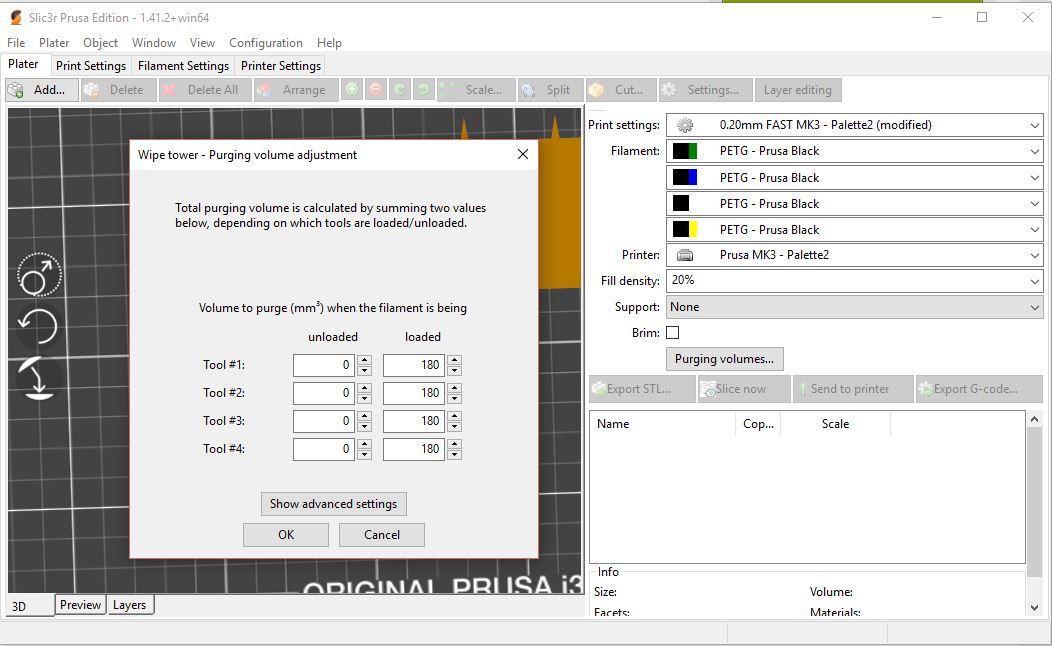 Slic3r Prusa Edition - 1.41.2+win64
File Plater Object Window View Configuration Help
Plater Print Settings Filament Settings Printer Settings
Add... Delete Delete All Arrange Scale... Split Cut... Settings... Layer editing
Wipe tower - Purging volume adjustment
Total purging volume is calculated by summing two values
below, depending on which tools are loaded/unloaded.
Volume to purge (mm³) when the filament is being
unloaded loaded
Tool #1: 0 180
Tool #2: 0 180
Tool #3: 0 180
Tool #4: 0 180
Show advanced settings
OK Cancel
ORIGINAL PRUSA i3
3D Preview Layers
Print settings: 0.20mm FAST MK3 - Palette2 (modified)
Filament: PETG - Prusa Black
PETG - Prusa Black
PETG - Prusa Black
PETG - Prusa Black
Printer: Prusa MK3 - Palette2
Fill density: 20%
Support: None
Brim:
Purging volumes...
Export STL... Slice now Send to printer Export G-code...
Name Cop... Scale
Info
Size: Volume:
Facets: Materials: